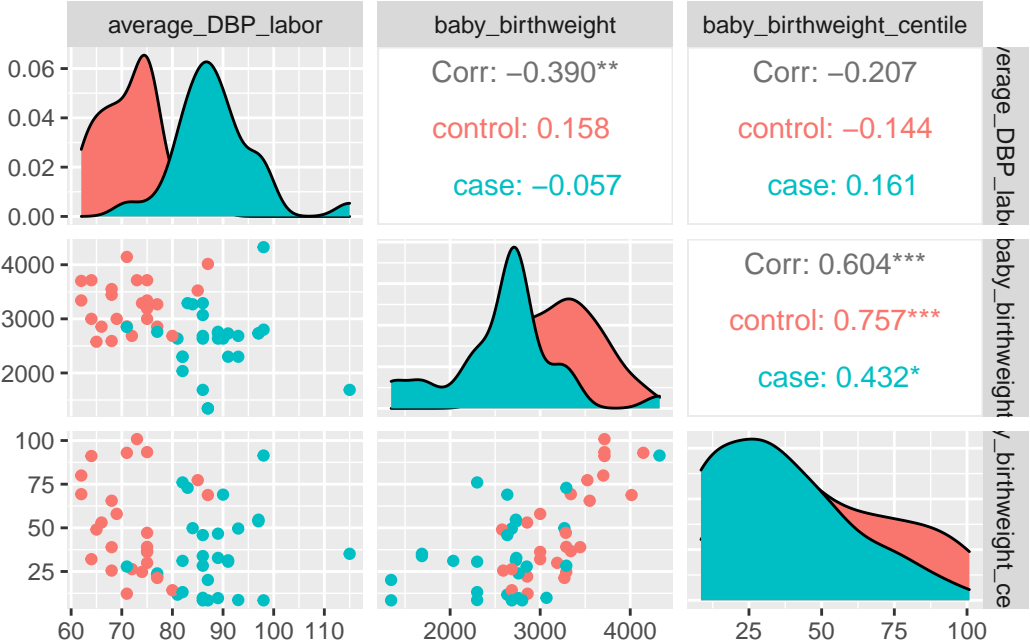 average_DBP_labor baby_birthweight baby_birthweight_centile
0.06
0.04
0.02
0.00
Corr: −0.390**
control: 0.158
case: −0.057
Corr: −0.207
control: −0.144
case: 0.161
verage_DBP_lab
4000
3000
2000
Corr: 0.604***
control: 0.757***
case: 0.432*
baby_birthweight
100
75
50
25
y_birthweight_ce
60 70 80 90 100 110 2000 3000 4000 25 50 75 100